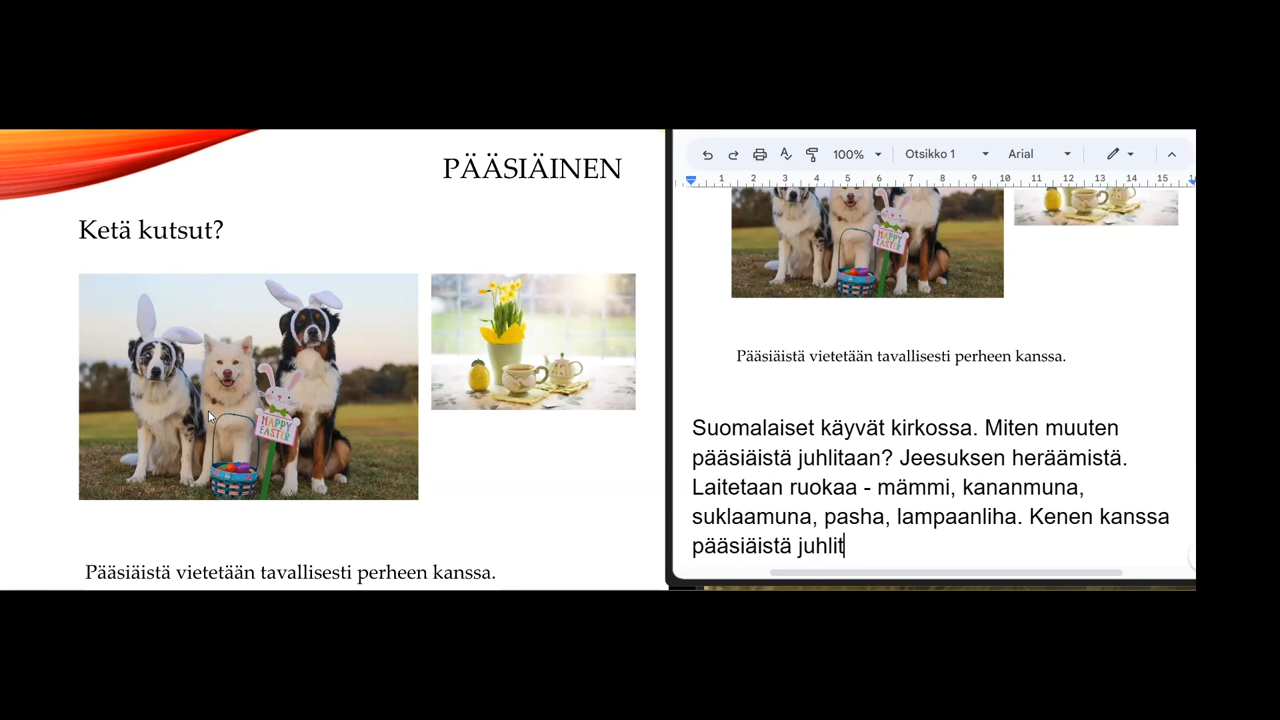 PÄÄSIÄINEN
Ketä kutsut?
HAPPY
EASTER
Pääsiäistä vietetään tavallisesti perheen kanssa.
100%
Otsikko 1
Arial
1 2 3 4 5 6 7 8 9 10 11 12 13 14 15
HAPPY
EASTER
Pääsiäistä vietetään tavallisesti perheen kanssa.
Suomalaiset käyvät kirkossa. Miten muuten
pääsiäistä juhlitaan? Jeesuksen heräämistä.
Laitetaan ruokaa - mämmi, kananmuna,
suklaamuna, pasha, lampaanliha. Kenen kanssa
pääsiäistä juhlit